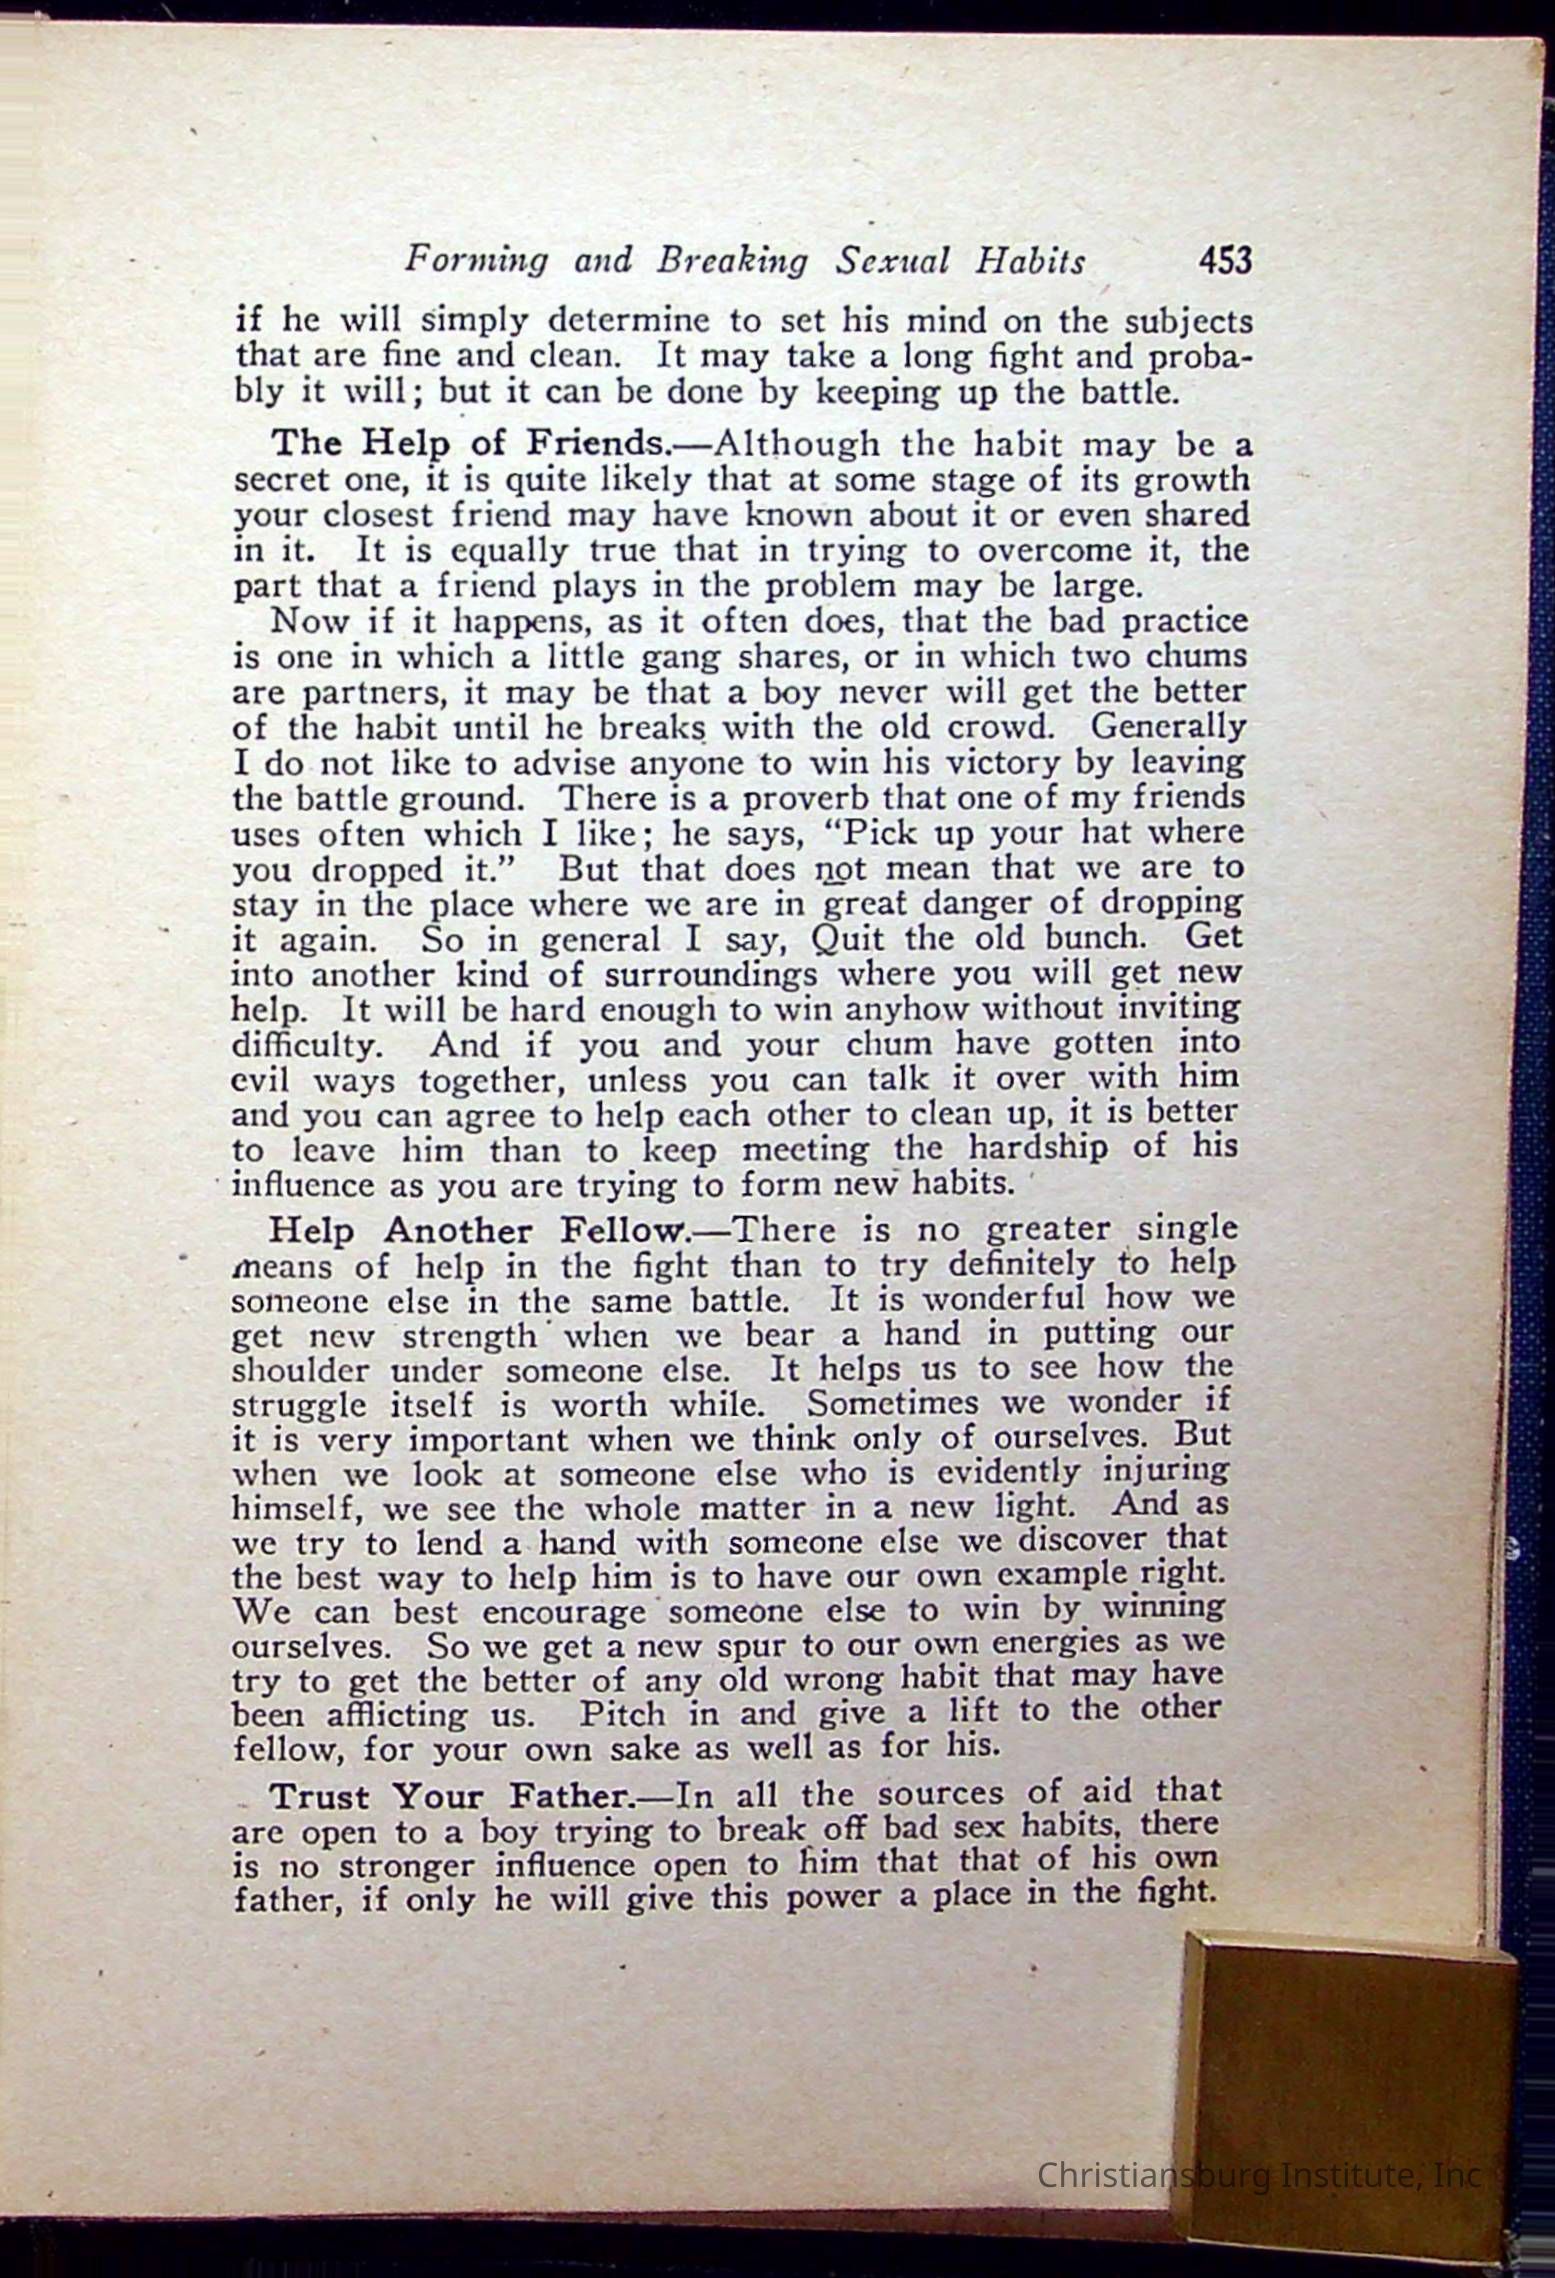 Forming and Breaking Sexual Habits 453
if he will simply determine to set his mind on the subjects
that are fine and clean. It may take a long fight and proba-
bly it will; but it can be done by keeping up the battle.
The Help of Friends.—Although the habit may be a
secret one, it is quite likely that at some stage of its growth
your closest friend may have known about it or even shared
in it. It is equally true that in trying to overcome it, the
part that a friend plays in the problem may be large.
Now if it happens, as it often does, that the bad practice
is one in which a little gang shares, or in which two chums
are partners, it may be that a boy never will get the better
of the habit until he breaks with the old crowd. Generally
I do not like to advise anyone to win his victory by leaving
the battle ground. There is a proverb that one of my friends
uses often which I like; he says, “Pick up your hat where
you dropped it.” But that does not mean that we are to
stay in the place where we are in great danger of dropping
it again. So in general I say, Quit the old bunch. Get
into another kind of surroundings where you will get new
help. It will be hard enough to win anyhow without inviting
difficulty. And if you and your chum have gotten into
evil ways together, unless you can talk it over with him
and you can agree to help each other to clean up, it is better
to leave him than to keep meeting the hardship of his
influence as you are trying to form new habits.
Help Another Fellow.—There is no greater single
means of help in the fight than to try definitely to help
someone else in the same battle. It is wonderful how we
get new strength when we bear a hand in putting our
shoulder under someone else. It helps us to see how the
struggle itself is worth while. Sometimes we wonder if
it is very important when we think only of ourselves. But
when we look at someone else who is evidently injuring
himself, we see the whole matter in a new light. And as
we try to lend a hand with someone else we discover that
the best way to help him is to have our own example right.
We can best encourage someone else to win by winning
ourselves. So we get a new spur to our own energies as we
try to get the better of any old wrong habit that may have
been afflicting us. Pitch in and give a lift to the other
fellow, for your own sake as well as for his.
Trust Your Father.—In all the sources of aid that
are open to a boy trying to break off bad sex habits, there
is no stronger influence open to him that that of his own
father, if only he will give this power a place in the fight.
Christiansburg Institute, Inc